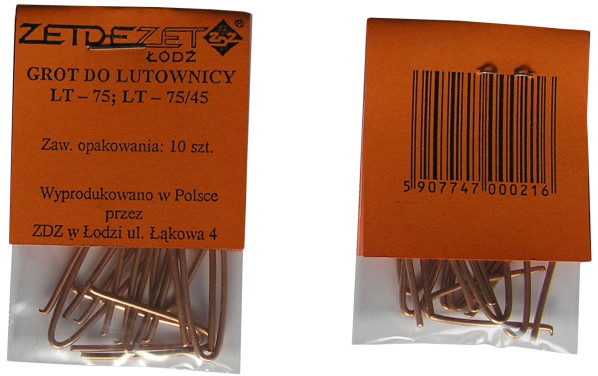 ZETDEZET
ZDZ
ŁÓDŹ
GROT DO LUTOWNICY
LT – 75; LT – 75/45
Zaw. opakowania: 10 szt.
Wyprodukowano w Polsce
przez
ZDZ w Łodzi ul. Łąkowa 4
5 907747 000216